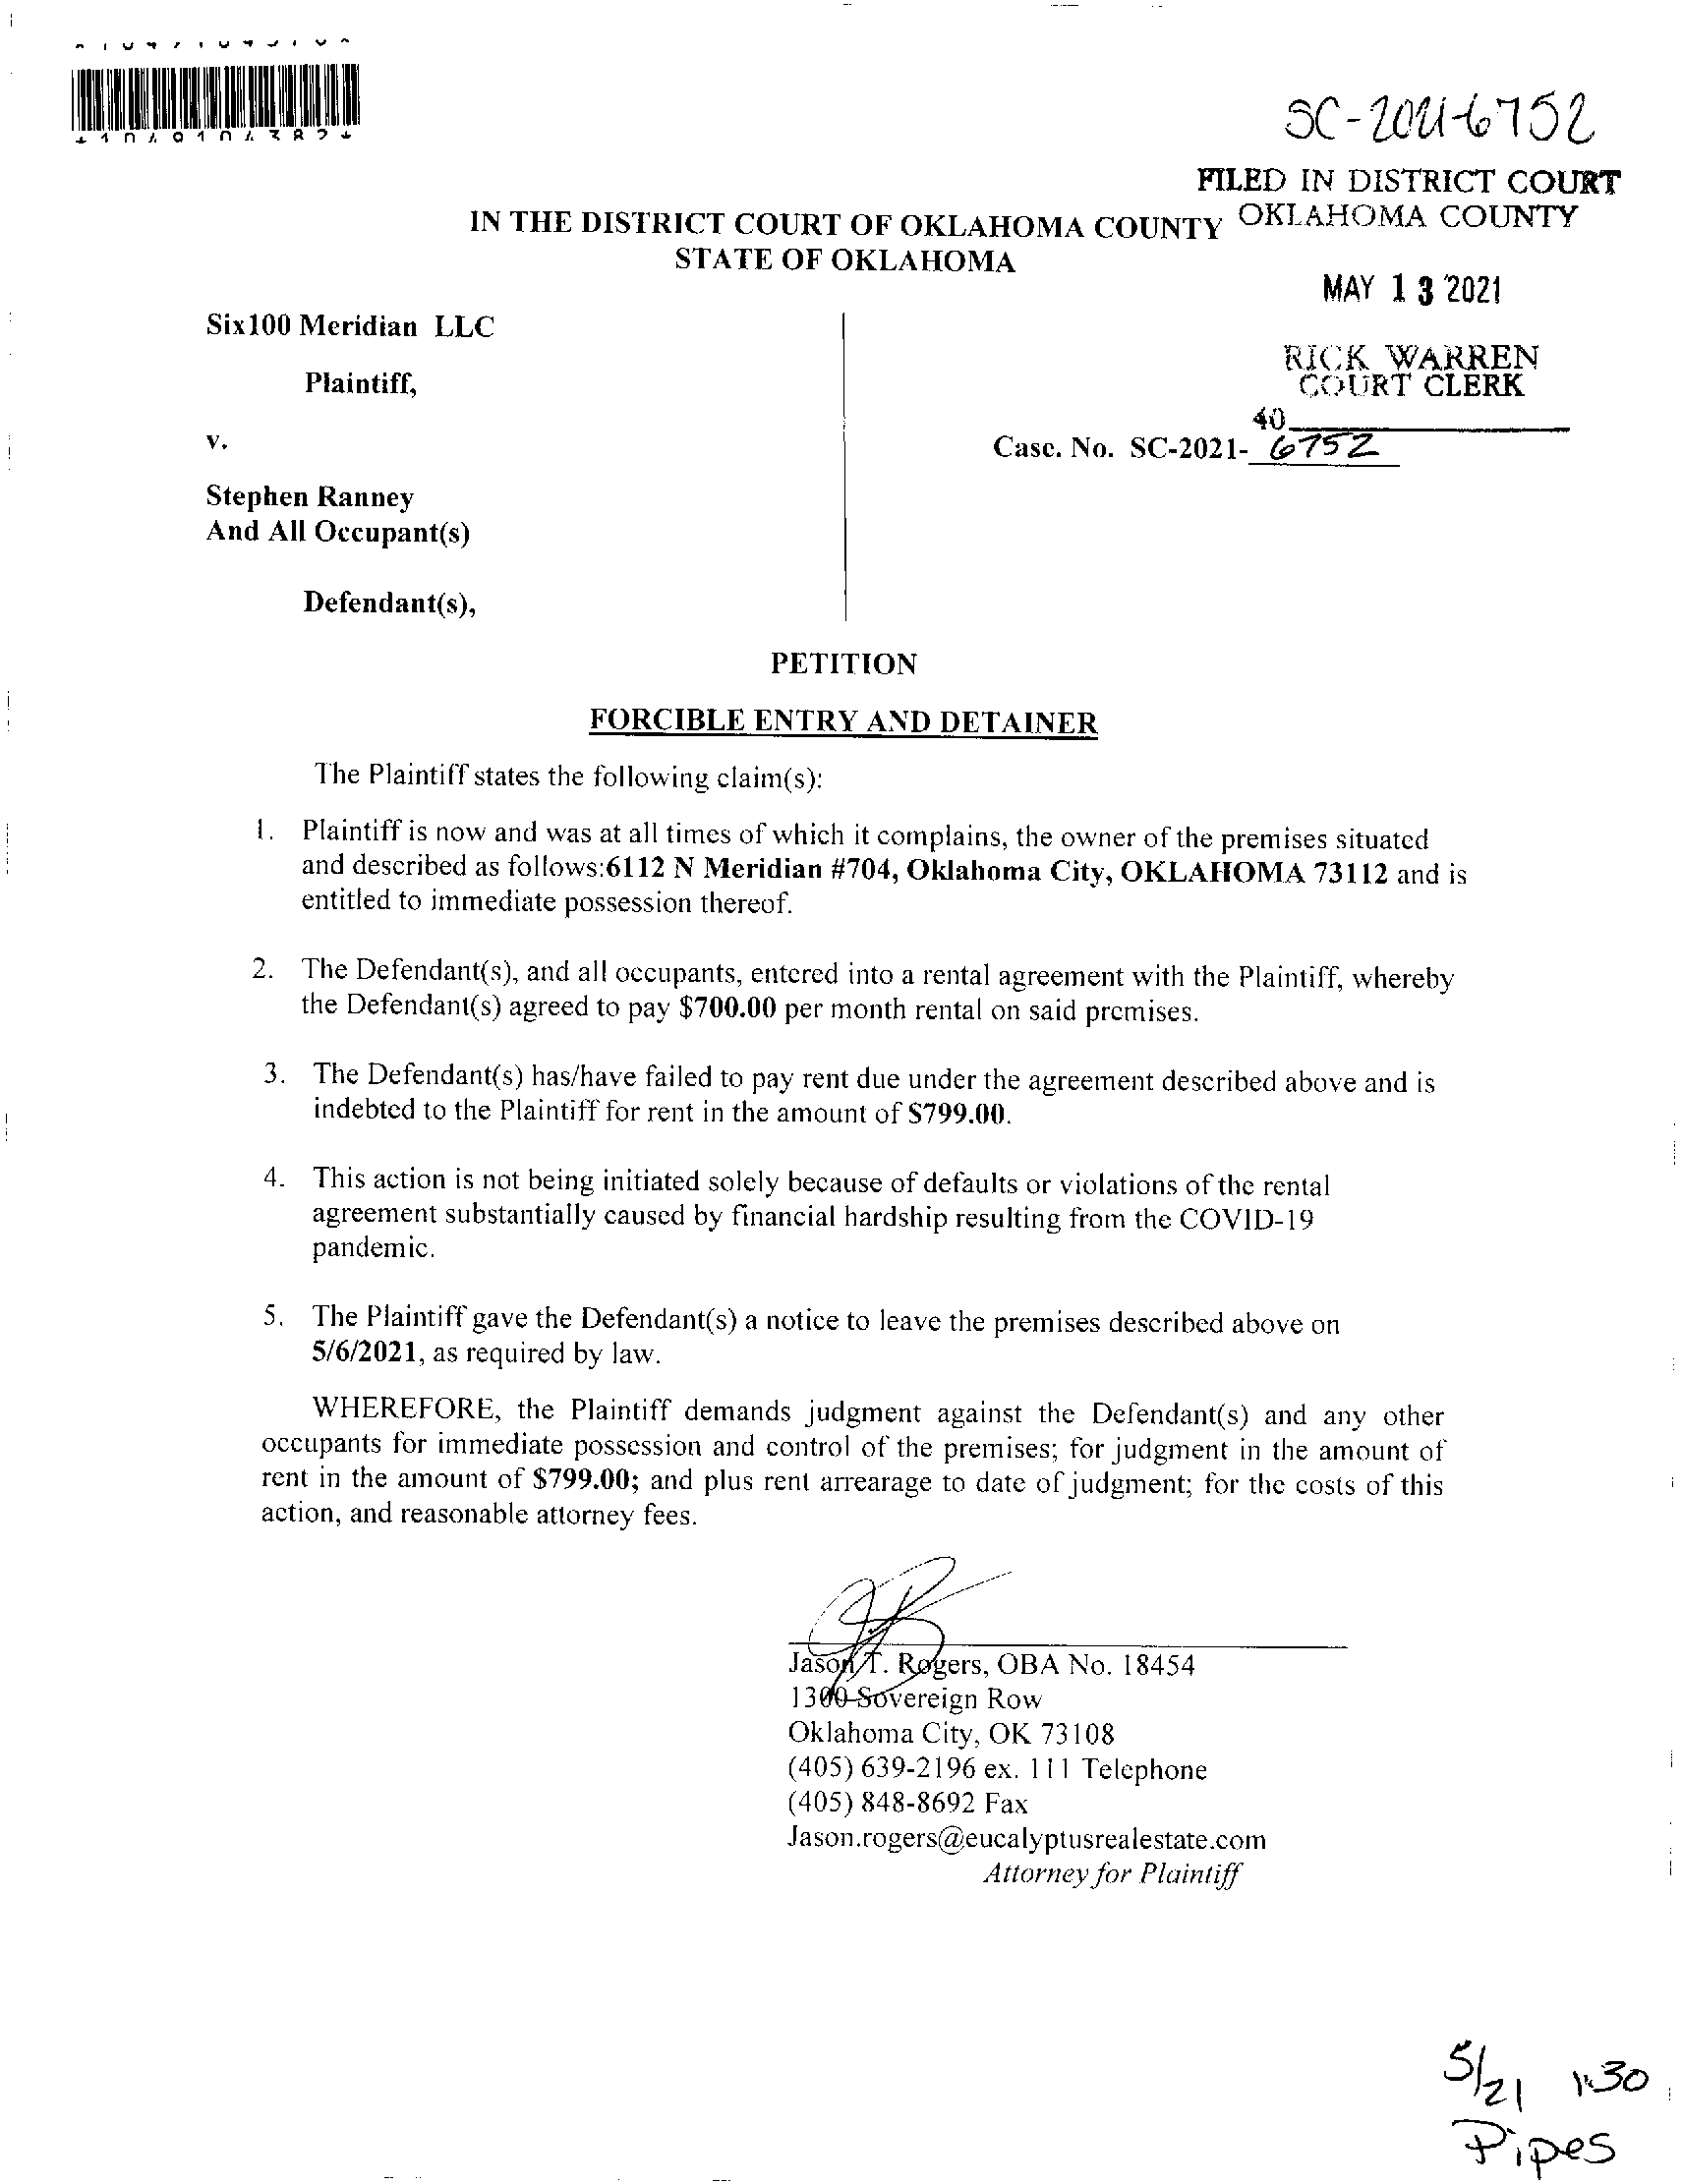 SC-2021-6752
FILED IN DISTRICT COURT
OKLAHOMA COUNTY
IN THE DISTRICT COURT OF OKLAHOMA COUNTY
STATE OF OKLAHOMA
MAY 13 2021
Six100 Meridian LLC
RICK WARREN
COURT CLERK
Plaintiff,
40
v.
Case. No. SC-2021- 6752
Stephen Ranney
And All Occupant(s)
Defendant(s),
PETITION
FORCIBLE ENTRY AND DETAINER
The Plaintiff states the following claim(s):
1. Plaintiff is now and was at all times of which it complains, the owner of the premises situated
and described as follows:6112 N Meridian #704, Oklahoma City, OKLAHOMA 73112 and is
entitled to immediate possession thereof.
2. The Defendant(s), and all occupants, entered into a rental agreement with the Plaintiff, whereby
the Defendant(s) agreed to pay $700.00 per month rental on said premises.
3. The Defendant(s) has/have failed to pay rent due under the agreement described above and is
indebted to the Plaintiff for rent in the amount of $799.00.
4. This action is not being initiated solely because of defaults or violations of the rental
agreement substantially caused by financial hardship resulting from the COVID-19
pandemic.
5. The Plaintiff gave the Defendant(s) a notice to leave the premises described above on
5/6/2021, as required by law.
WHEREFORE, the Plaintiff demands judgment against the Defendant(s) and any other
occupants for immediate possession and control of the premises; for judgment in the amount of
rent in the amount of $799.00; and plus rent arrearage to date of judgment; for the costs of this
action, and reasonable attorney fees.
Jason T. Rogers, OBA No. 18454
1300 Sovereign Row
Oklahoma City, OK 73108
(405) 639-2196 ex. 111 Telephone
(405) 848-8692 Fax
Jason.rogers@eucalyptusrealestate.com
Attorney for Plaintiff
5/21 1:30
Pipes